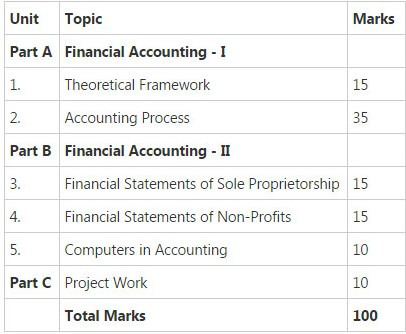 Unit Topic Marks
Part A Financial Accounting - I
1. Theoretical Framework 15
2. Accounting Process 35
Part B Financial Accounting - II
3. Financial Statements of Sole Proprietorship 15
4. Financial Statements of Non-Profits 15
5. Computers in Accounting 10
Part C Project Work 10
Total Marks 100